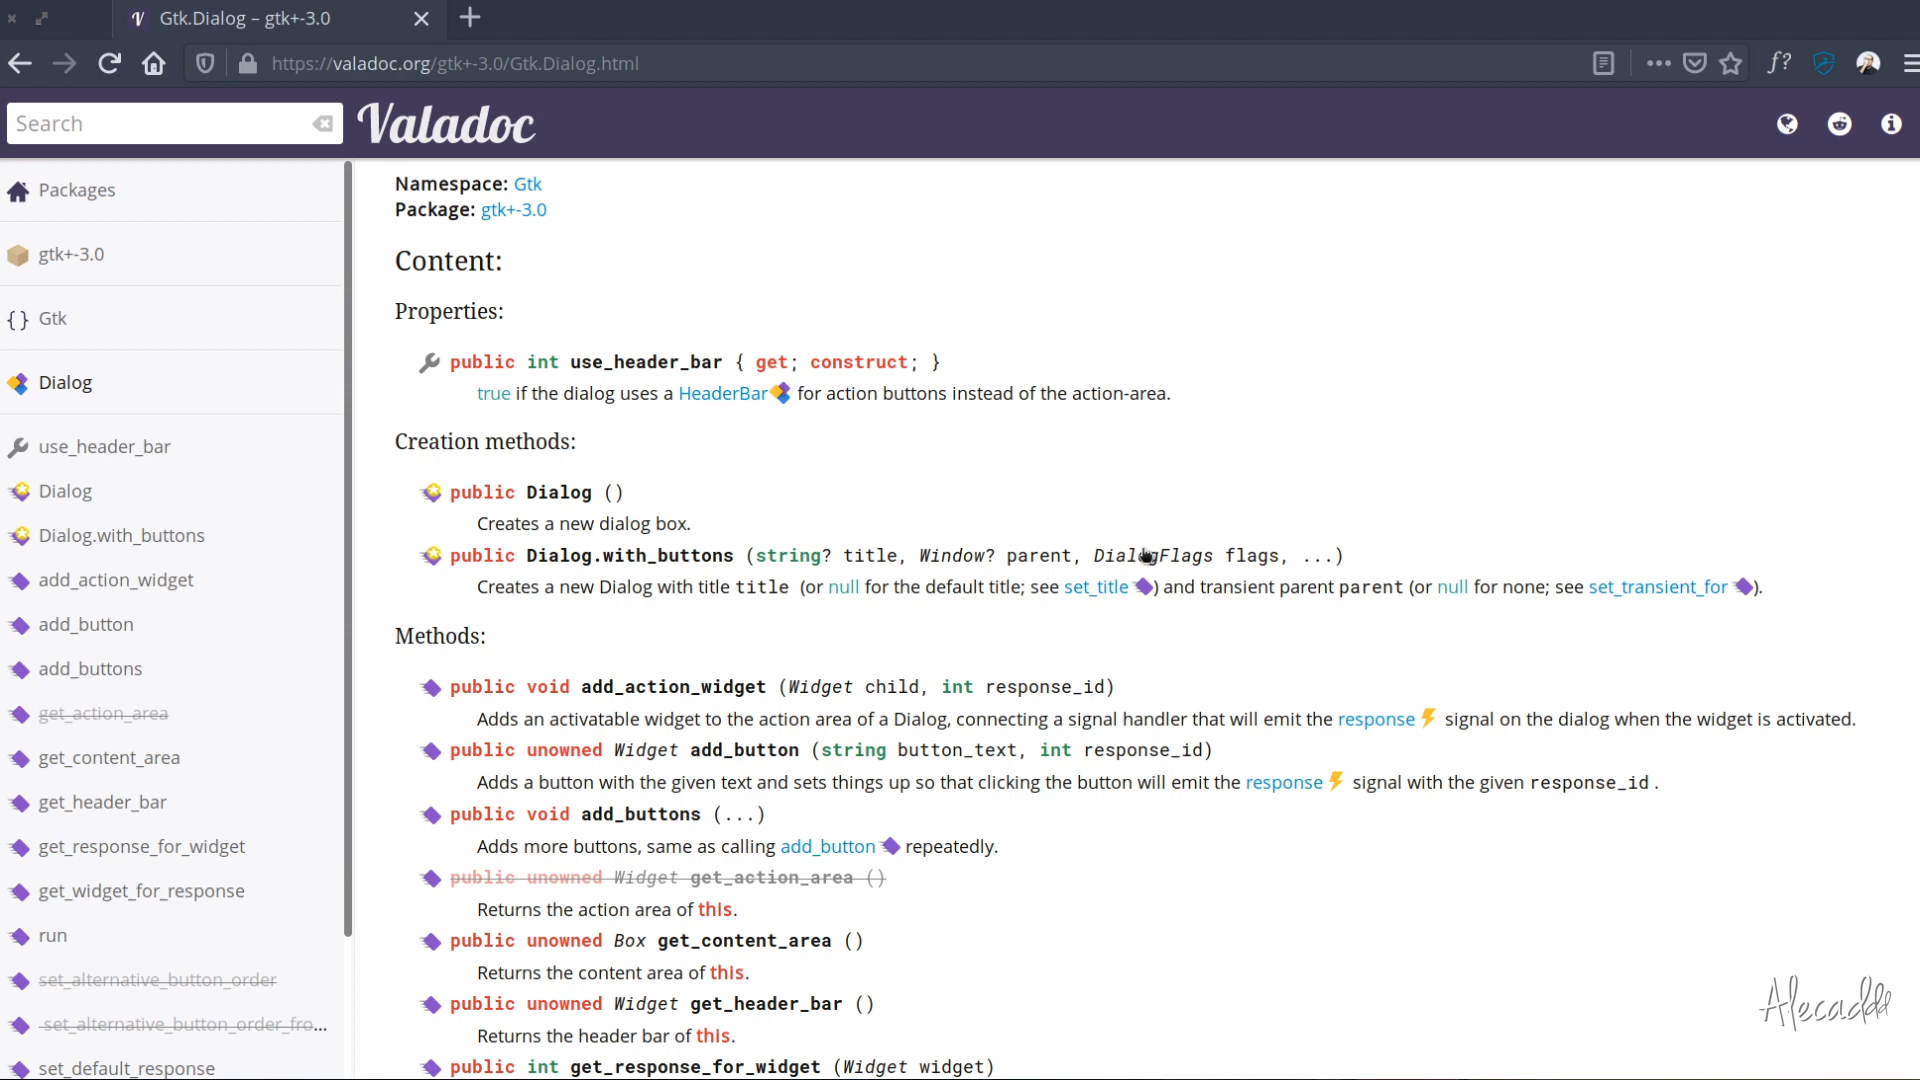 Gtk.Dialog – gtk+-3.0
https://valadoc.org/gtk+-3.0/Gtk.Dialog.html
f?
Search
Valadoc
Packages
gtk+-3.0
{ } Gtk
Dialog
use_header_bar
Dialog
Dialog.with_buttons
add_action_widget
add_button
add_buttons
get_action_area
get_content_area
get_header_bar
get_response_for_widget
get_widget_for_response
run
set_alternative_button_order
set_alternative_button_order_fro...
set_default_response
Namespace: Gtk
Package: gtk+-3.0
Content:
Properties:
public int use_header_bar { get; construct; }
true if the dialog uses a HeaderBar for action buttons instead of the action-area.
Creation methods:
public Dialog ()
Creates a new dialog box.
public Dialog.with_buttons (string? title, Window? parent, DialogFlags flags, ...)
Creates a new Dialog with title title (or null for the default title; see set_title ) and transient parent parent (or null for none; see set_transient_for ).
Methods:
public void add_action_widget (Widget child, int response_id)
Adds an activatable widget to the action area of a Dialog, connecting a signal handler that will emit the response signal on the dialog when the widget is activated.
public unowned Widget add_button (string button_text, int response_id)
Adds a button with the given text and sets things up so that clicking the button will emit the response signal with the given response_id .
public void add_buttons (...)
Adds more buttons, same as calling add_button repeatedly.
public unowned Widget get_action_area ()
Returns the action area of this.
public unowned Box get_content_area ()
Returns the content area of this.
public unowned Widget get_header_bar ()
Returns the header bar of this.
public int get_response_for_widget (Widget widget)
Alecaddd